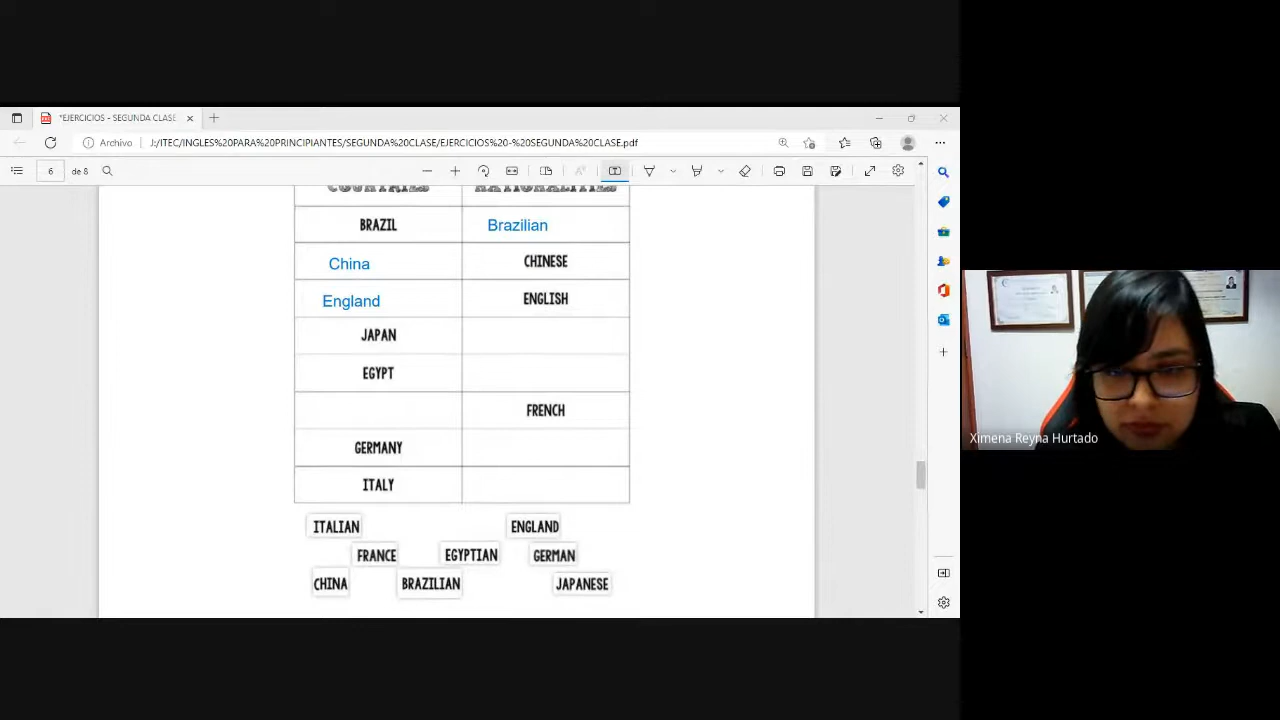 *EJERCICIOS - SEGUNDA CLASE
Archivo J:/ITEC/INGLES%20PARA%20PRINCIPIANTES/SEGUNDA%20CLASE/EJERCICIOS%20-%20SEGUNDA%20CLASE.pdf
6 de 8
COUNTRIES NATIONALITIES
BRAZIL Brazilian
China CHINESE
England ENGLISH
JAPAN
EGYPT
FRENCH
GERMANY
ITALY
ITALIAN ENGLAND
FRANCE EGYPTIAN GERMAN
CHINA BRAZILIAN JAPANESE
Ximena Reyna Hurtado